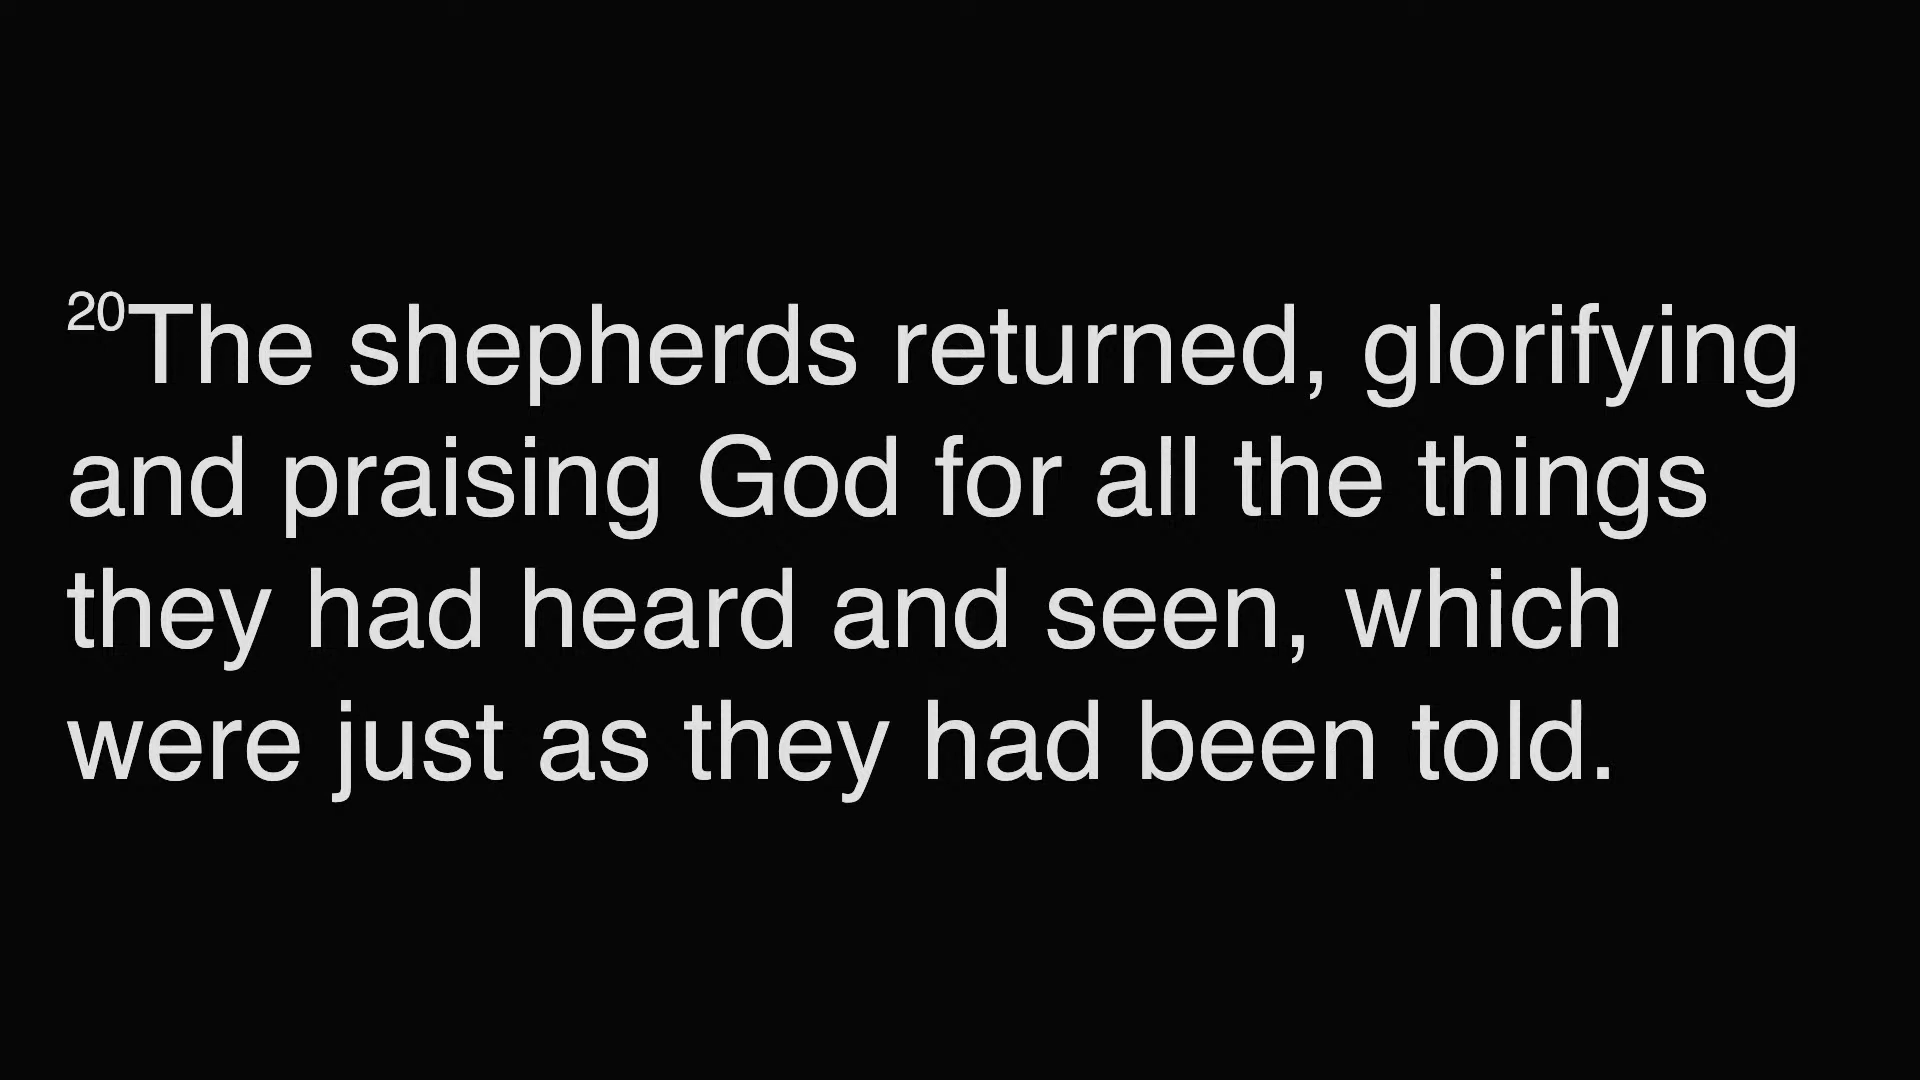 20The shepherds returned, glorifying
and praising God for all the things
they had heard and seen, which
were just as they had been told.